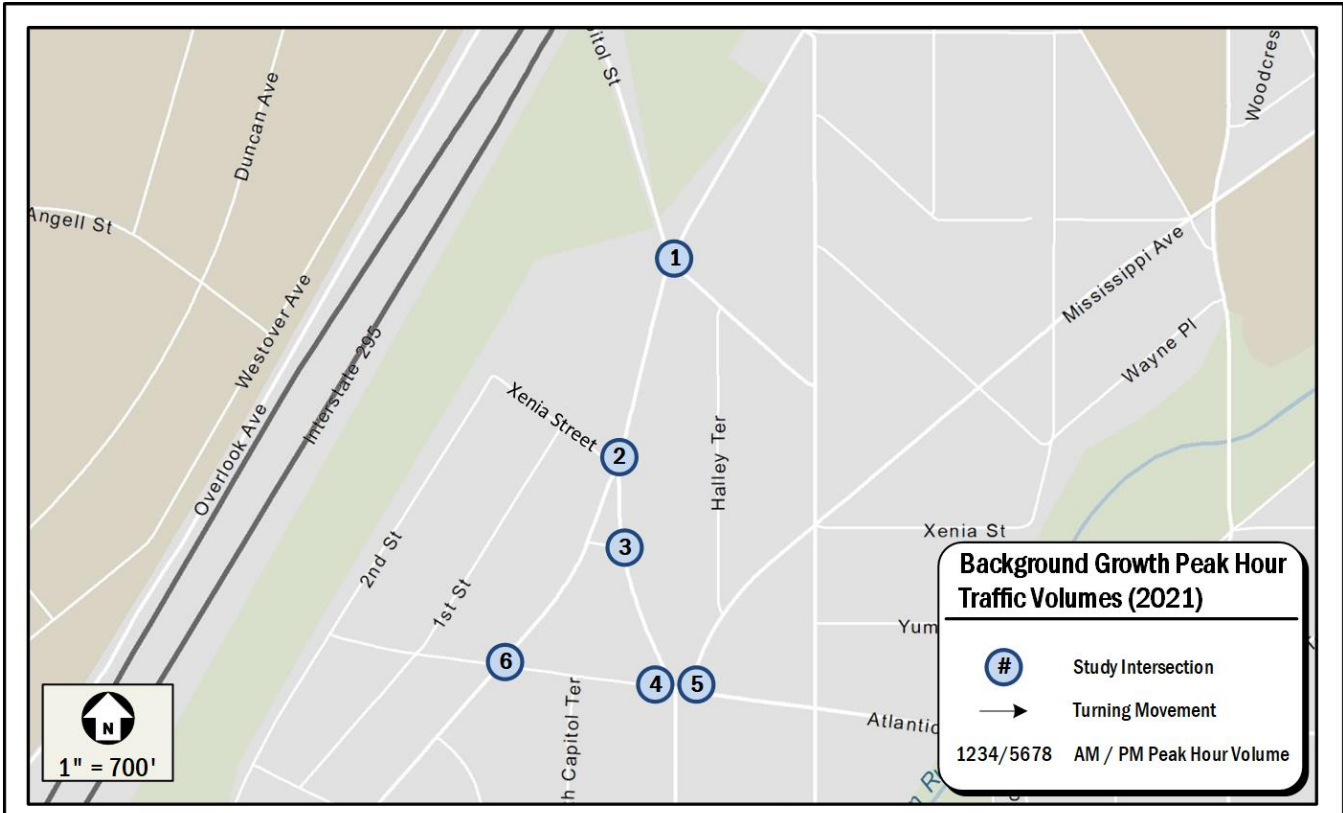 itol St
Woodcres
Duncan Ave
Angell St
1
Mississippi Ave
Westover Ave
Wayne Pl
Interstate 295
Xenia Street
Overlook Ave
2
Halley Ter
Xenia St
3
2nd St
1st St
Yum
6
4
5
h Capitol Ter
Atlantic
N
1" = 700'
Background Growth Peak Hour
Traffic Volumes (2021)
# Study Intersection
Turning Movement
1234/5678 AM / PM Peak Hour Volume